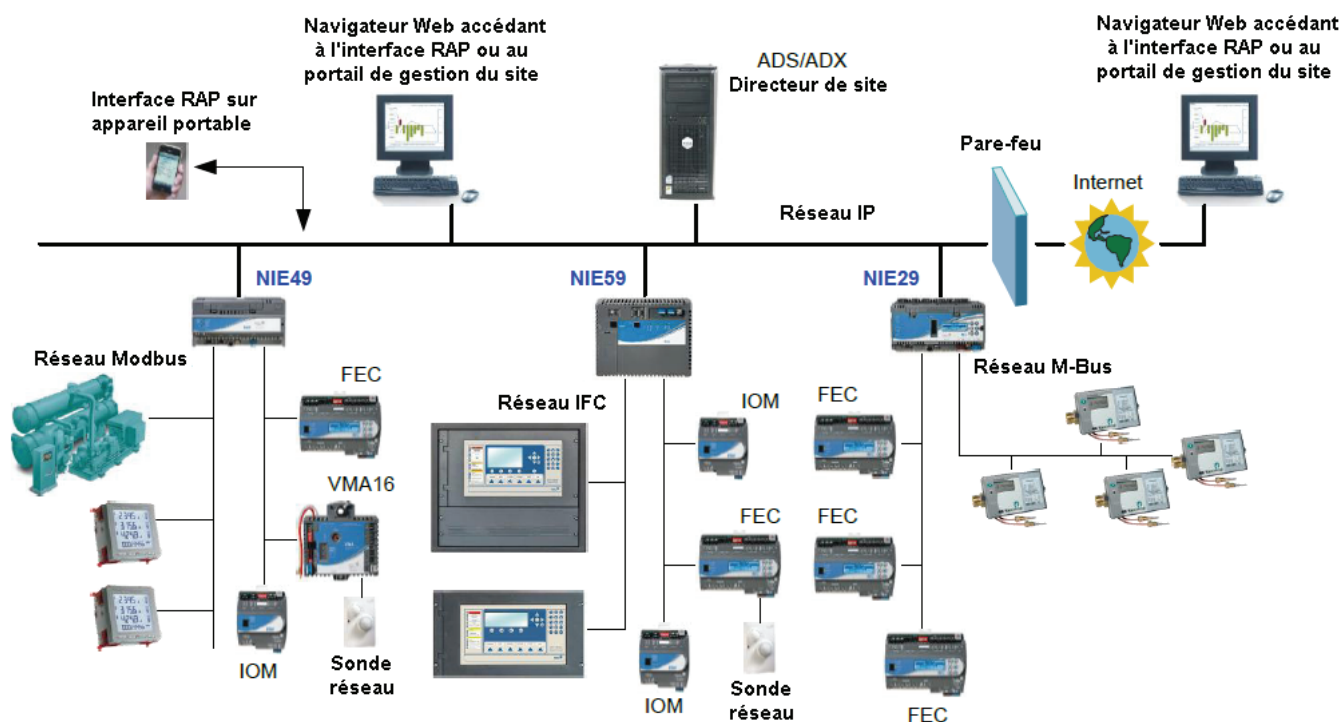 Navigateur Web accédant
à l'interface RAP ou au
portail de gestion du site
Navigateur Web accédant
à l'interface RAP ou au
portail de gestion du site
ADS/ADX
Directeur de site
Interface RAP sur
appareil portable
Pare-feu
Internet
Réseau IP
NIE49
NIE59
NIE29
Réseau Modbus
FEC
Réseau IFC
IOM
FEC
Réseau M-Bus
VMA16
FEC
FEC
IOM
Sonde
réseau
IOM
Sonde
réseau
FEC